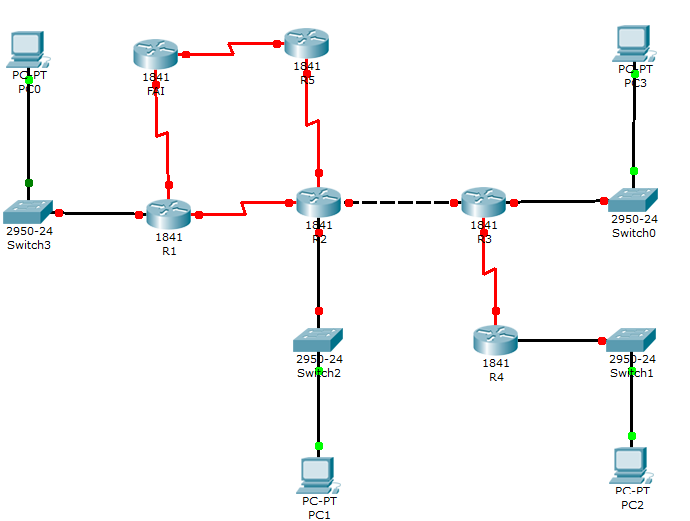 PC-PT
PC0
1841
FAI
1841
R5
PC-PT
PC3
2950-24
Switch3
1841
R1
1841
R2
1841
R3
2950-24
Switch0
2950-24
Switch2
1841
R4
2950-24
Switch1
PC-PT
PC1
PC-PT
PC2